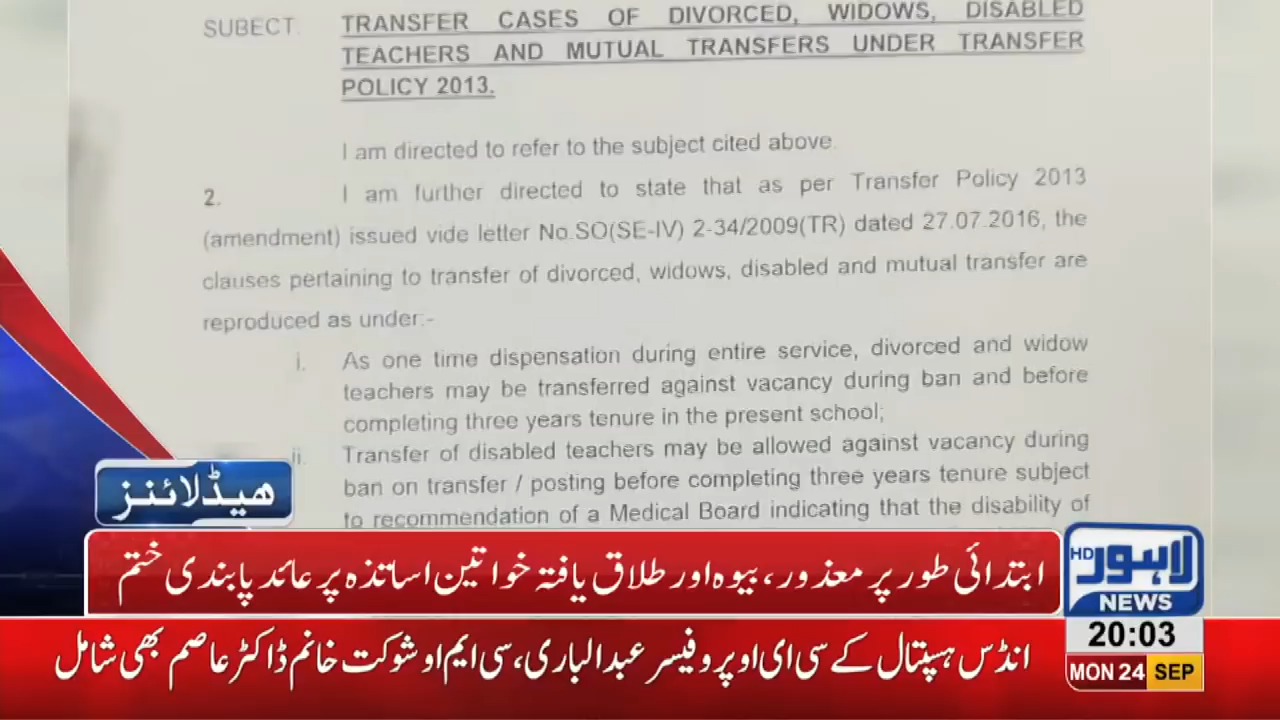 SUBECT. TRANSFER CASES OF DIVORCED, WIDOWS, DISABLED
TEACHERS AND MUTUAL TRANSFERS UNDER TRANSFER
POLICY 2013.
I am directed to refer to the subject cited above.
2. I am further directed to state that as per Transfer Policy 2013
(amendment) issued vide letter No.SO(SE-IV) 2-34/2009(TR) dated 27.07.2016, the
clauses pertaining to transfer of divorced, widows, disabled and mutual transfer are
reproduced as under:-
i. As one time dispensation during entire service, divorced and widow
teachers may be transferred against vacancy during ban and before
completing three years tenure in the present school;
ii. Transfer of disabled teachers may be allowed against vacancy during
ban on transfer / posting before completing three years tenure subject
to recommendation of a Medical Board indicating that the disability of
ہیڈلائنز
ابتدائی طور پر معذور، بیوہ اور طلاق یافتہ خواتین اساتذہ پر عائد پابندی ختم
لاہور HD
NEWS
20:03
MON 24 SEP
انڈس ہسپتال کے سی ای او پروفیسر عبدالباری، سی ایم او شوکت خانم ڈاکٹر عاصم بھی شامل